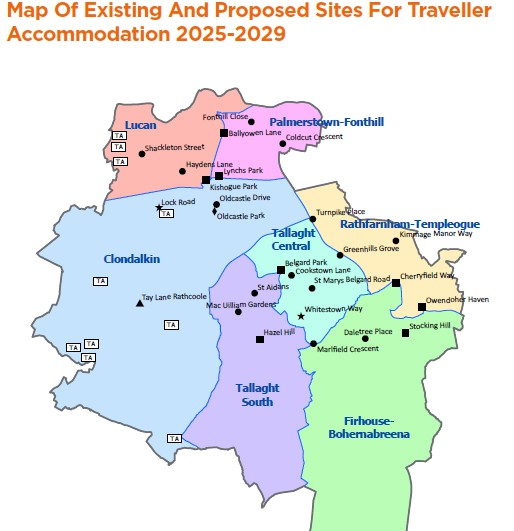 Map Of Existing And Proposed Sites For Traveller
Accommodation 2025-2029
Fonthill Close
Lucan
Palmerstown-Fonthill
Ballyowen Lane
TA
Coldcut Crescent
TA
Shackleton Street
TA
Haydens Lane
Lynchs Park
Kishogue Park
Lock Road
Oldcastle Drive
TA
Oldcastle Park
Turnpike Place
Rathfarnham-Templeogue
Tallaght
Central
Kimmage Manor Way
Greenhills Grove
Clondalkin
Belgard Park
Cookstown Lane
TA
St Marys Belgard Road
Cherryfield Way
St Aidans
Tay Lane Rathcoole
Mac Uilliam Gardens
Owendoher Haven
Whitestown Way
TA
Hazel Hill
Daletree Place
Stocking Hill
TA
TA
TA
Marlfield Crescent
Tallaght
South
Firhouse-
Bohernabreena
TA